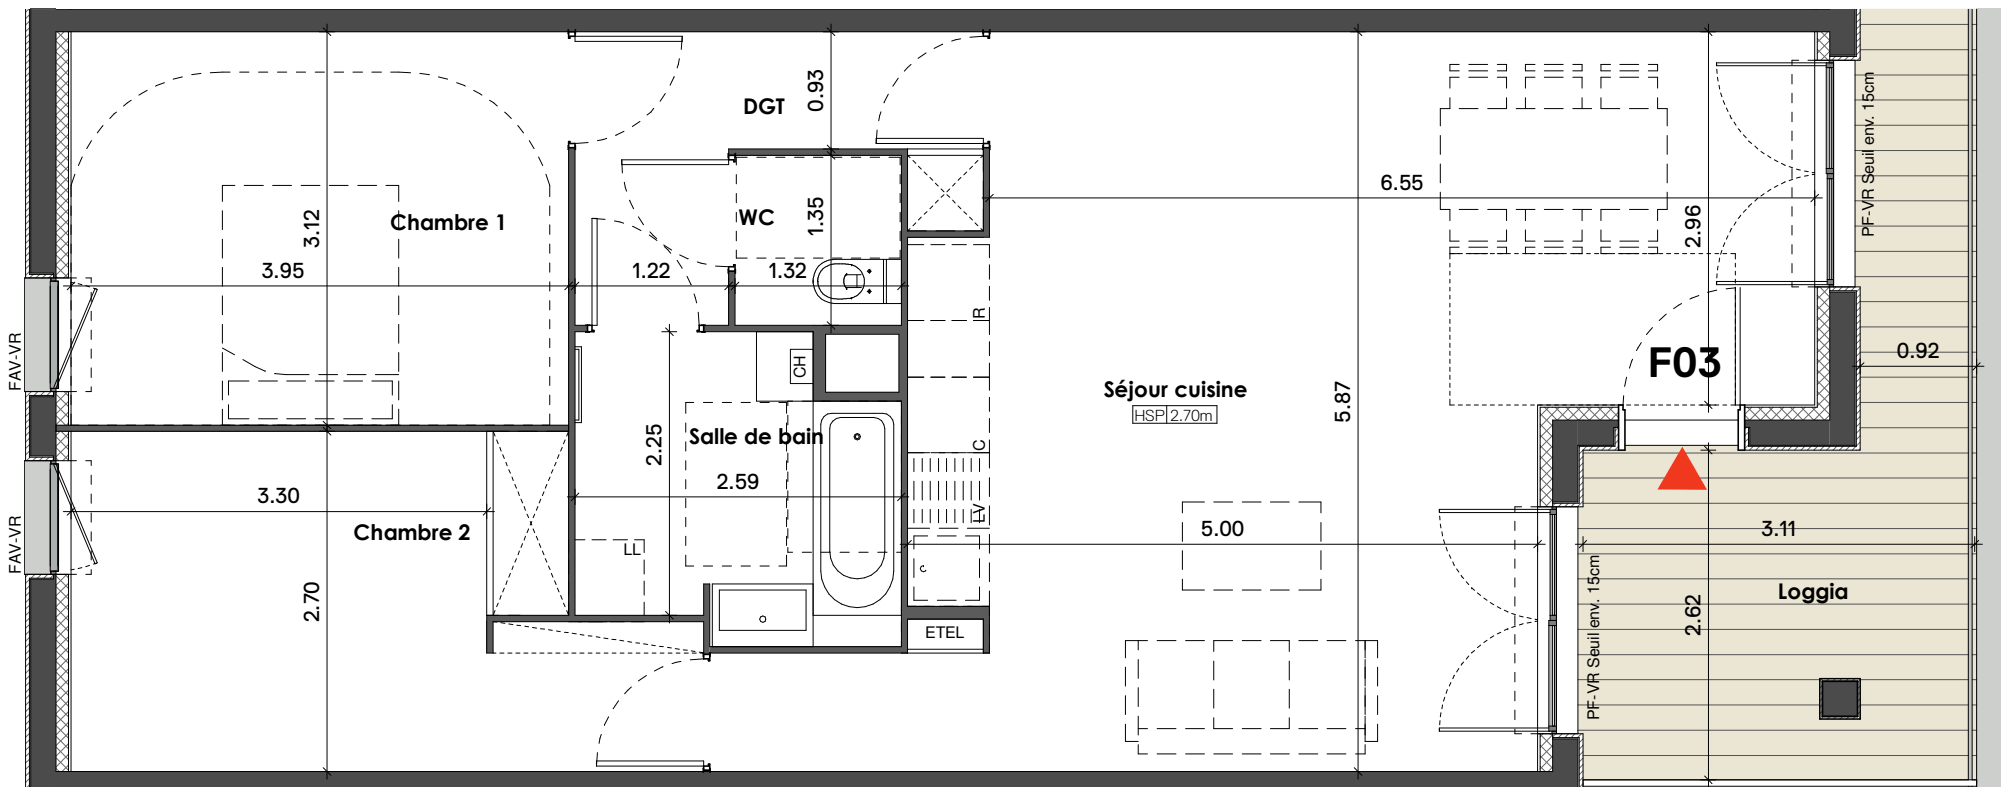 DGT
0.93
PF-VR Seuil env. 15cm
6.55
Chambre 1
3.12
WC
1.35
2.96
3.95
1.22
1.32
R
FAV-VR
CH
F03
0.92
Séjour cuisine
HSP 2.70m
5.87
2.25
Salle de bain
C
2.59
3.30
Chambre 2
LV
5.00
3.11
FAV-VR
LL
2.70
PF-VR Seuil env. 15cm
Loggia
2.62
ETEL